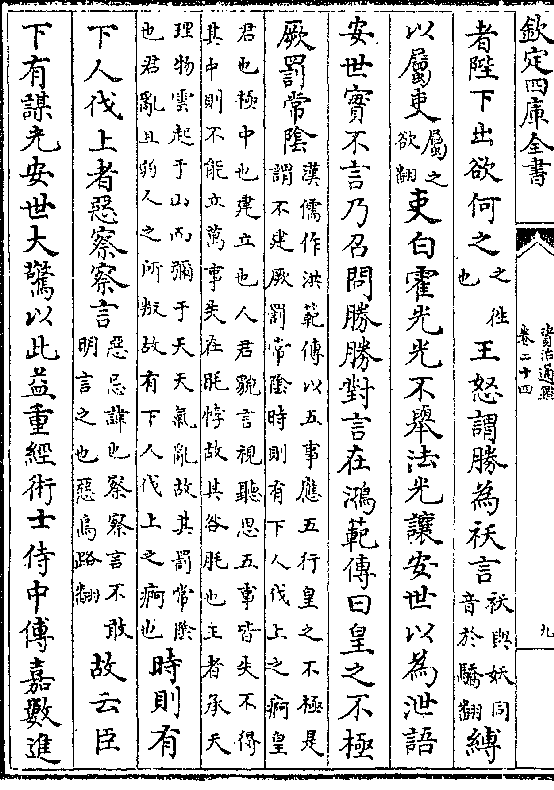 欽定四庫全書
資治通鑑
卷二十四
九
者陛下出欲何之之往也王怒謂勝為祅言祅與妖同音於驕翻縛
以屬吏屬之欲翻吏白霍光光不舉法光讓安世以為泄語
安世實不言乃召問勝勝對言在鴻範傳曰皇之不極
厥罰常隂漢儒作洪範傳以五事應五行皇之不極是謂不建厥罰常隂時則有下人伐上之痾皇
君也極中也建立也人君貌言視聽思五事皆失不得其中則不能立萬事失在眊悖故其咎眊也王者承天
理物雲起于山而彌于天天氣亂故其罰常隂也君亂且弱人之所叛故有下人伐上之痾也時則有
下人伐上者惡察察言惡忌諱也察察言不敢明言之也惡烏路翻故云臣
下有謀光安世大驚以此益重經術士侍中傅嘉數進